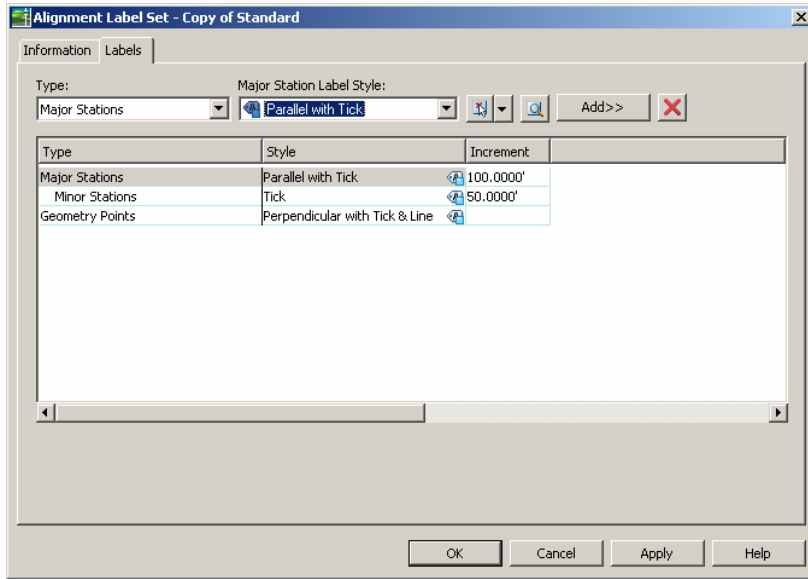 Alignment Label Set - Copy of Standard
Information Labels
Type: Major Station Label Style:
Major Stations Parallel with Tick Add>>
Type Style Increment
Major Stations Parallel with Tick 100.0000'
Minor Stations Tick 50.0000'
Geometry Points Perpendicular with Tick & Line
OK Cancel Apply Help